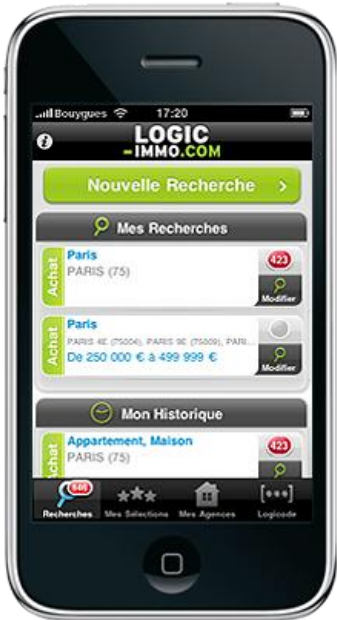 Bouygues 17:20
LOGIC
-IMMO.COM
Nouvelle Recherche
Mes Recherches
Achat
Paris
PARIS (75)
423
Modifier
Achat
Paris
PARIS 4E (75004), PARIS 9E (75009), PARI...
De 250 000 € à 499 999 €
Modifier
Mon Historique
Achat
Appartement, Maison
PARIS (75)
423
Recherches
Mes Sélections
Mes Agences
Logicode